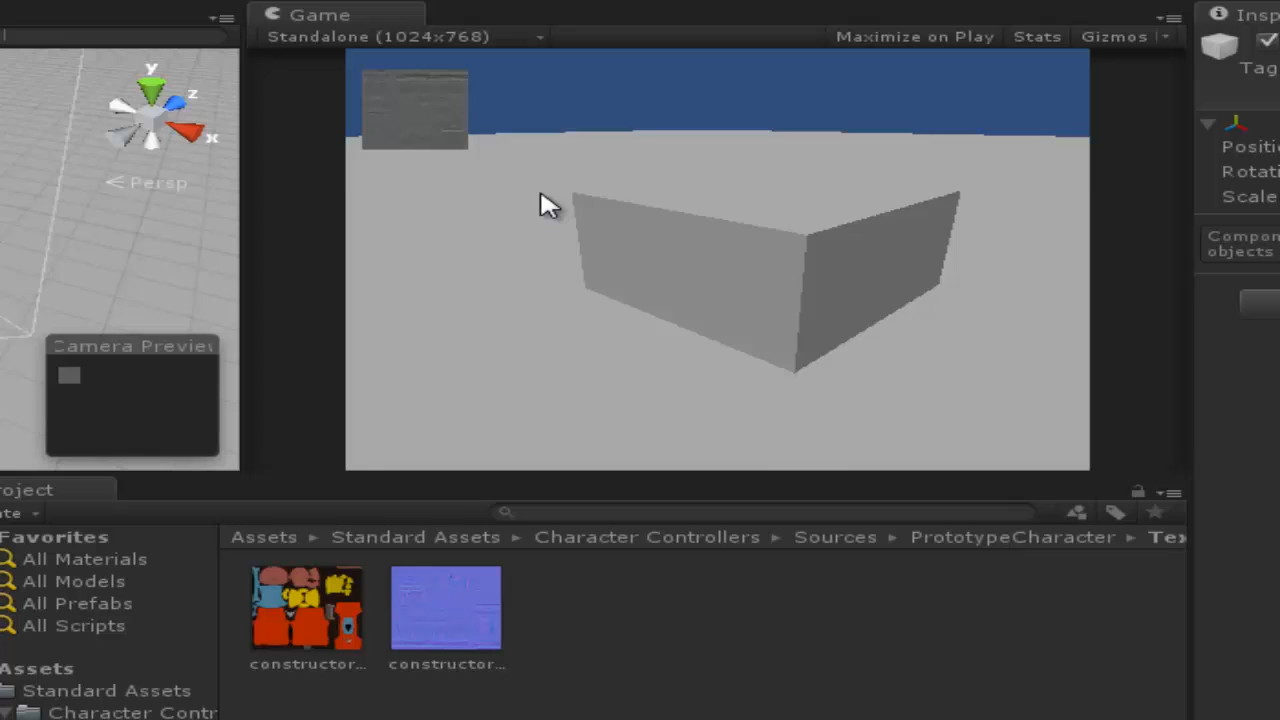 Game
Standalone (1024x768)
Maximize on Play
Stats
Gizmos
y
z
x
Persp
Camera Preview
Insp
Tag
Positi
Rotati
Scale
Compon
objects
roject
ate
Favorites
All Materials
All Models
All Prefabs
All Scripts
Assets
Standard Assets
Character Contr
Assets
Standard Assets
Character Controllers
Sources
PrototypeCharacter
Tex
constructor...
constructor...